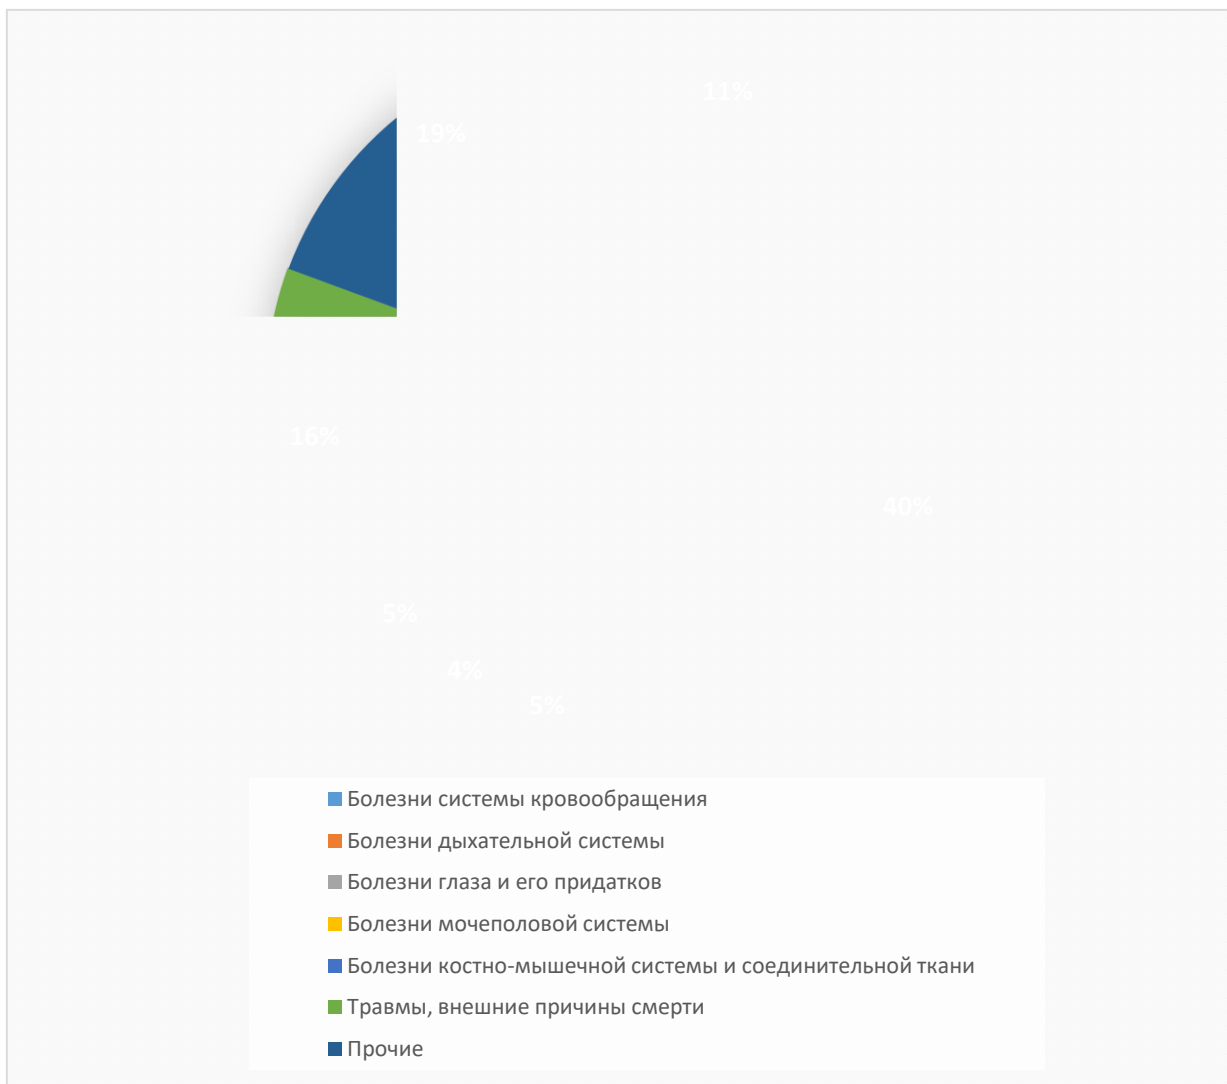 11%
19%
16%
40%
5%
4%
5%
Болезни системы кровообращения
Болезни дыхательной системы
Болезни глаза и его придатков
Болезни мочеполовой системы
Болезни костно-мышечной системы и соединительной ткани
Травмы, внешние причины смерти
Прочие